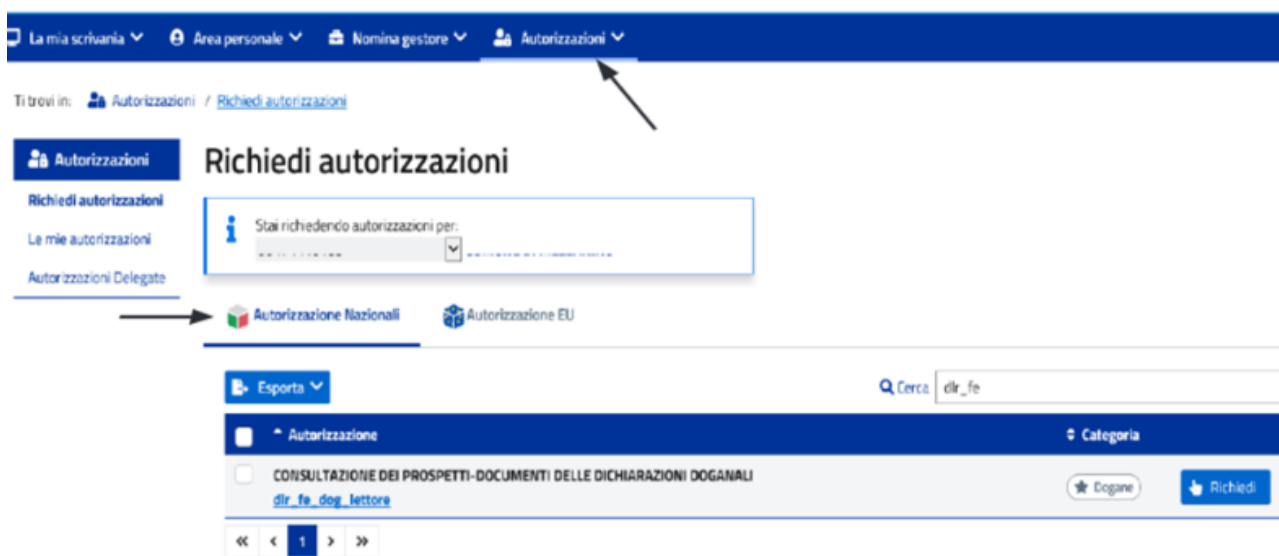 La mia scrivania Area personale Nomina gestore Autorizzazioni
Ti trovi in: Autorizzazioni / Richiedi autorizzazioni
Autorizzazioni
Richiedi autorizzazioni
Le mie autorizzazioni
Autorizzazioni Delegate
Richiedi autorizzazioni
Stai richiedendo autorizzazioni per:
Autorizzazione Nazionali Autorizzazione EU
Esporta Cerca dlr_fe
Autorizzazione Categoria
CONSULTAZIONE DEI PROSPETTI-DOCUMENTI DELLE DICHIARAZIONI DOGANALI
dlr_fe_dog_lettore Dogane Richiedi
« ‹ 1 › »